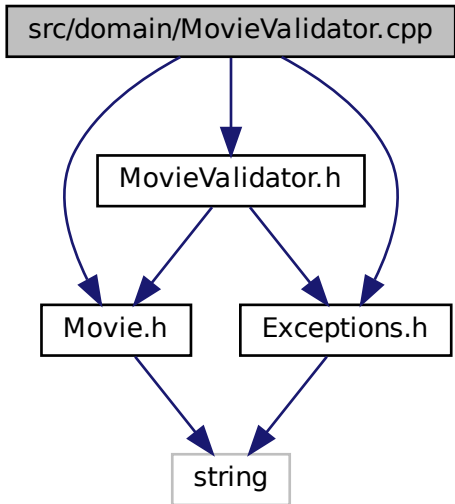 src/domain/MovieValidator.cpp
MovieValidator.h
Movie.h
Exceptions.h
string